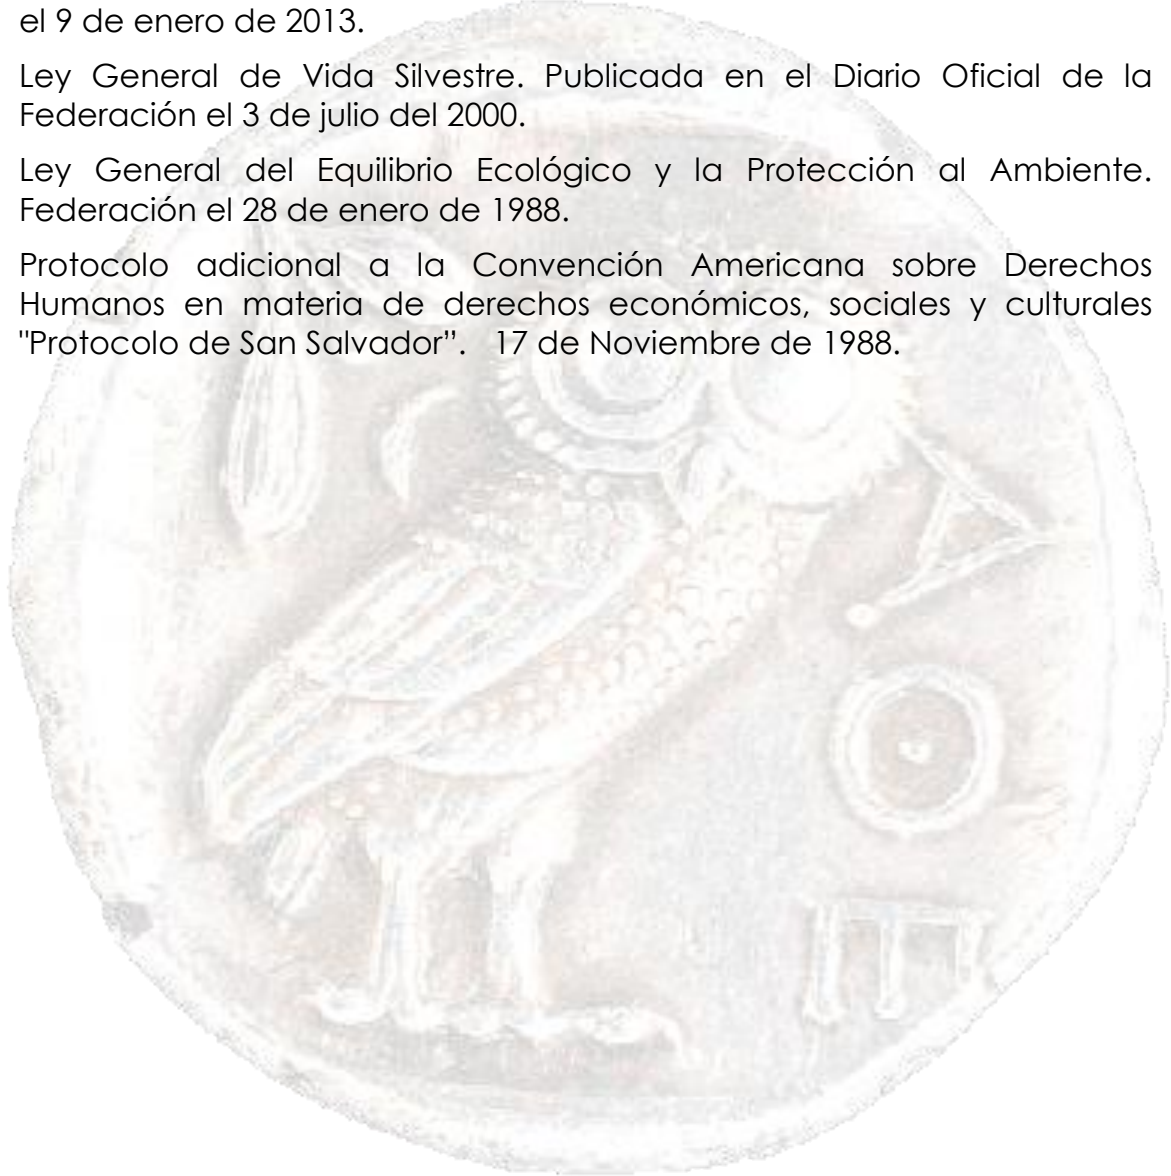 el 9 de enero de 2013.
Ley General de Vida Silvestre. Publicada en el Diario Oficial de la
Federación el 3 de julio del 2000.
Ley General del Equilibrio Ecológico y la Protección al Ambiente.
Federación el 28 de enero de 1988.
Protocolo adicional a la Convención Americana sobre Derechos
Humanos en materia de derechos económicos, sociales y culturales
"Protocolo de San Salvador”. 17 de Noviembre de 1988.